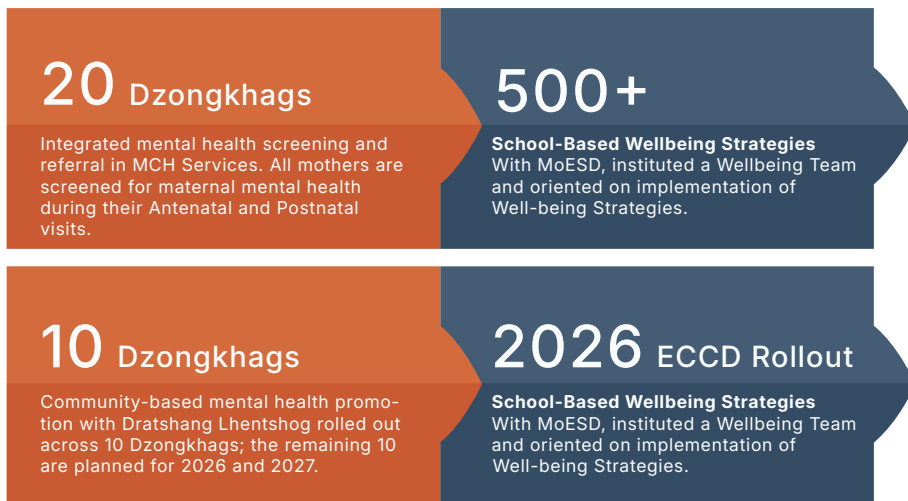 20 Dzongkhags
Integrated mental health screening and
referral in MCH Services. All mothers are
screened for maternal mental health
during their Antenatal and Postnatal
visits.
500+
School-Based Wellbeing Strategies
With MoESD, instituted a Wellbeing Team
and oriented on implementation of
Well-being Strategies.
10 Dzongkhags
Community-based mental health promo-
tion with Dratshang Lhentshog rolled out
across 10 Dzongkhags; the remaining 10
are planned for 2026 and 2027.
2026 ECCD Rollout
School-Based Wellbeing Strategies
With MoESD, instituted a Wellbeing Team
and oriented on implementation of
Well-being Strategies.